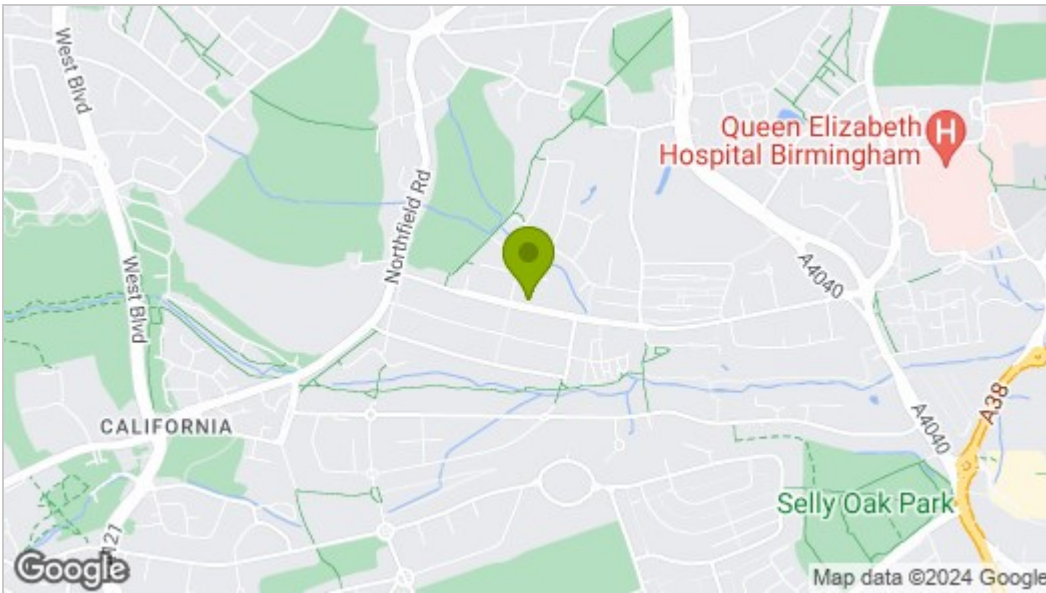 West Blvd
Queen Elizabeth
Hospital Birmingham
H
Northfield Rd
West Blvd
A4040
A38
CALIFORNIA
A4040
Selly Oak Park
Google
Map data ©2024 Google